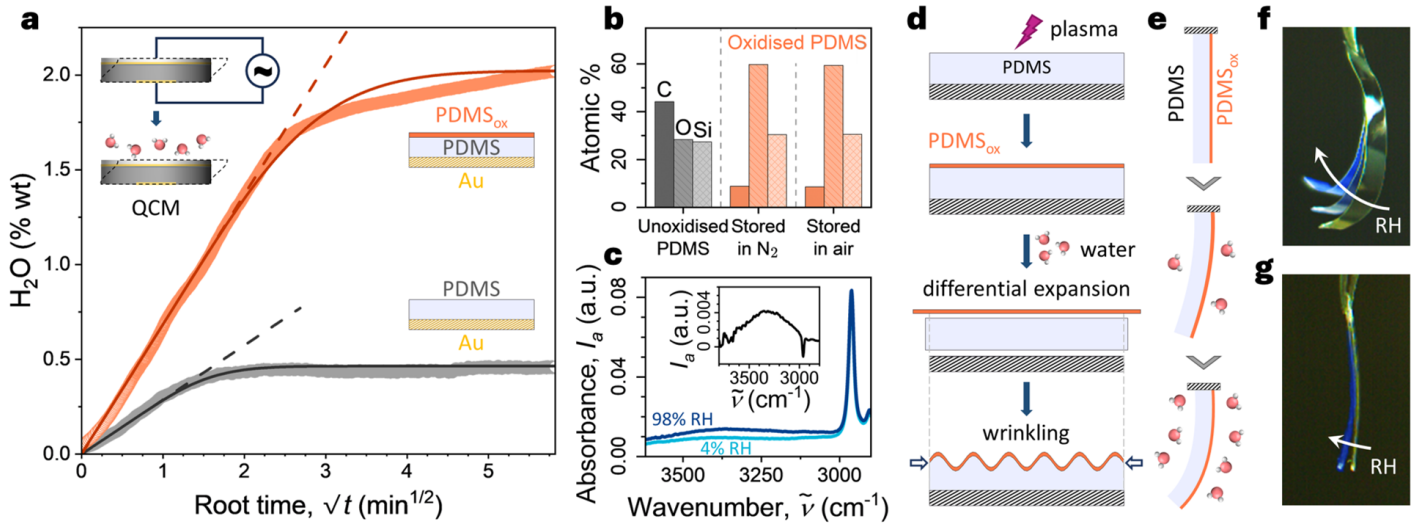 a
H₂O (% wt)
2.0
1.5
1.0
0.5
0
0 1 2 3 4 5
Root time, √t (min¹ᐟ²)
~
QCM
PDMSₒₓ
PDMS
Au
PDMS
Au
b
Atomic %
60
40
20
0
Oxidised PDMS
C
O Si
Unoxidised
PDMS
Stored
in N₂
Stored
in air
c
Absorbance, Iₐ (a.u.)
0.08
0.04
0.00
3500 3250 3000
Wavenumber, ṽ (cm⁻¹)
98% RH
4% RH
Iₐ (a.u.)
0.004
0
3500 3000
ṽ (cm⁻¹)
d
plasma
PDMS
PDMSₒₓ
water
differential expansion
wrinkling
e
PDMS
PDMSₒₓ
f
RH
g
RH